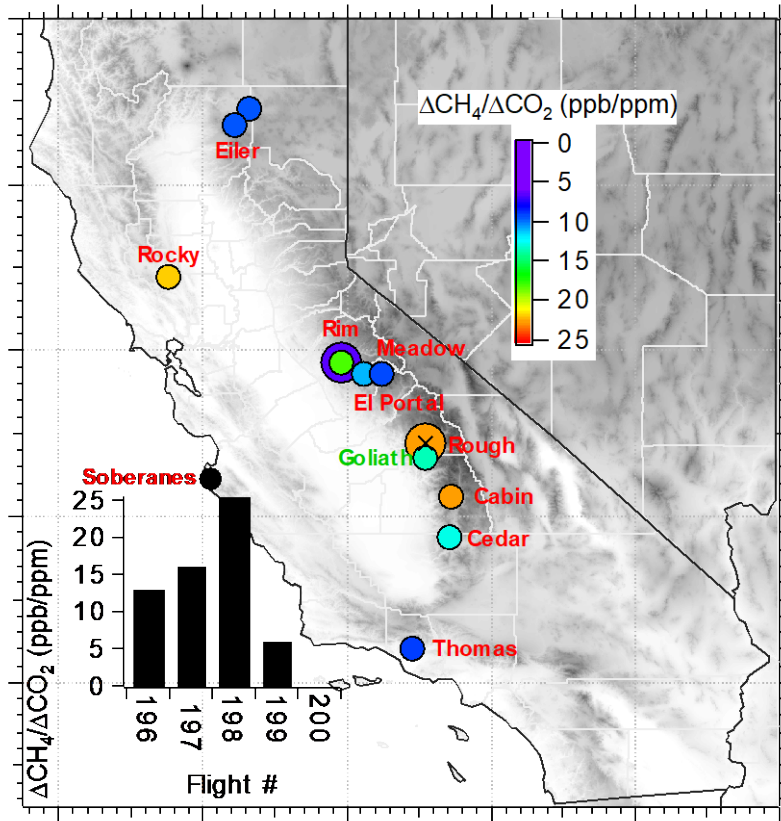 ΔCH₄/ΔCO₂ (ppb/ppm)
0
5
10
15
20
25
Eiler
Rocky
Rim
Meadow
El Portal
Goliath
Rough
Soberanes
Cabin
Cedar
Thomas
ΔCH₄/ΔCO₂ (ppb/ppm)
25
20
15
10
5
0
196
197
198
199
200
Flight #